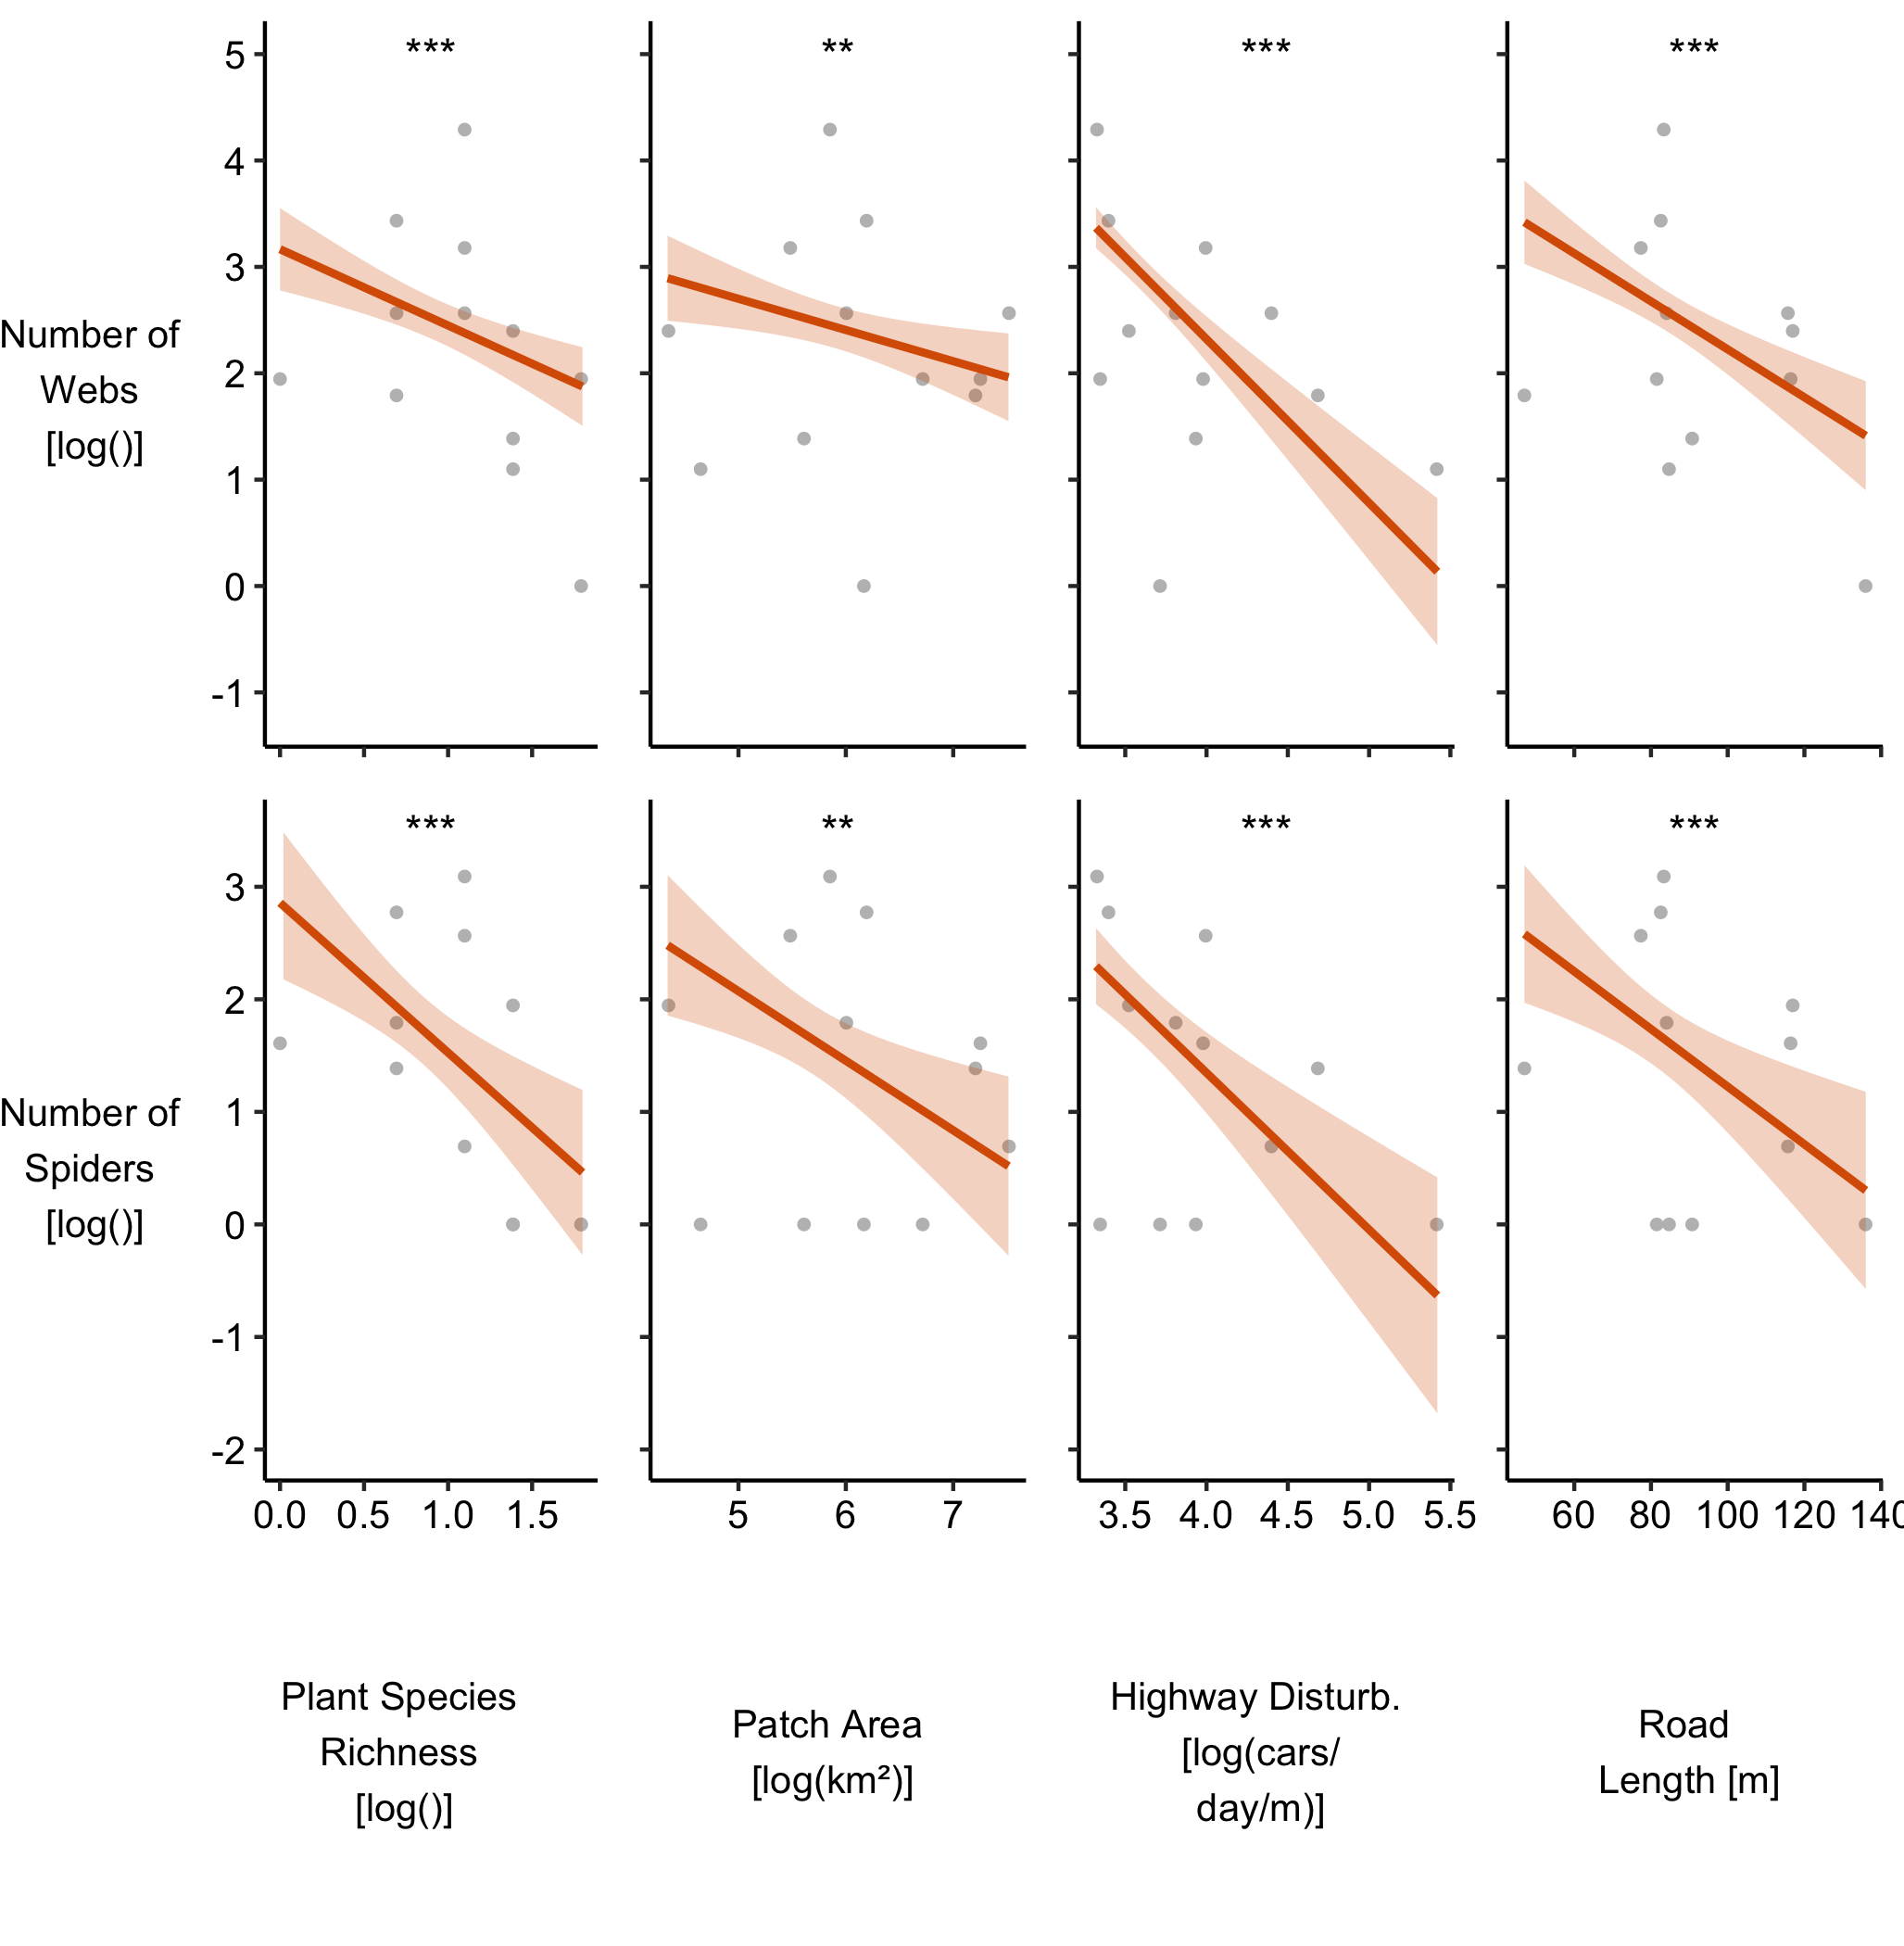 *** ** *** ***
5
4
3
2
1
0
-1
Number of
Webs
[log()]
*** ** *** ***
3
2
1
0
-1
-2
Number of
Spiders
[log()]
0.0 0.5 1.0 1.5 5 6 7 3.5 4.0 4.5 5.0 5.5 60 80 100 120 140
Plant Species
Richness
[log()]
Patch Area
[log(km²)]
Highway Disturb.
[log(cars/
day/m)]
Road
Length [m]